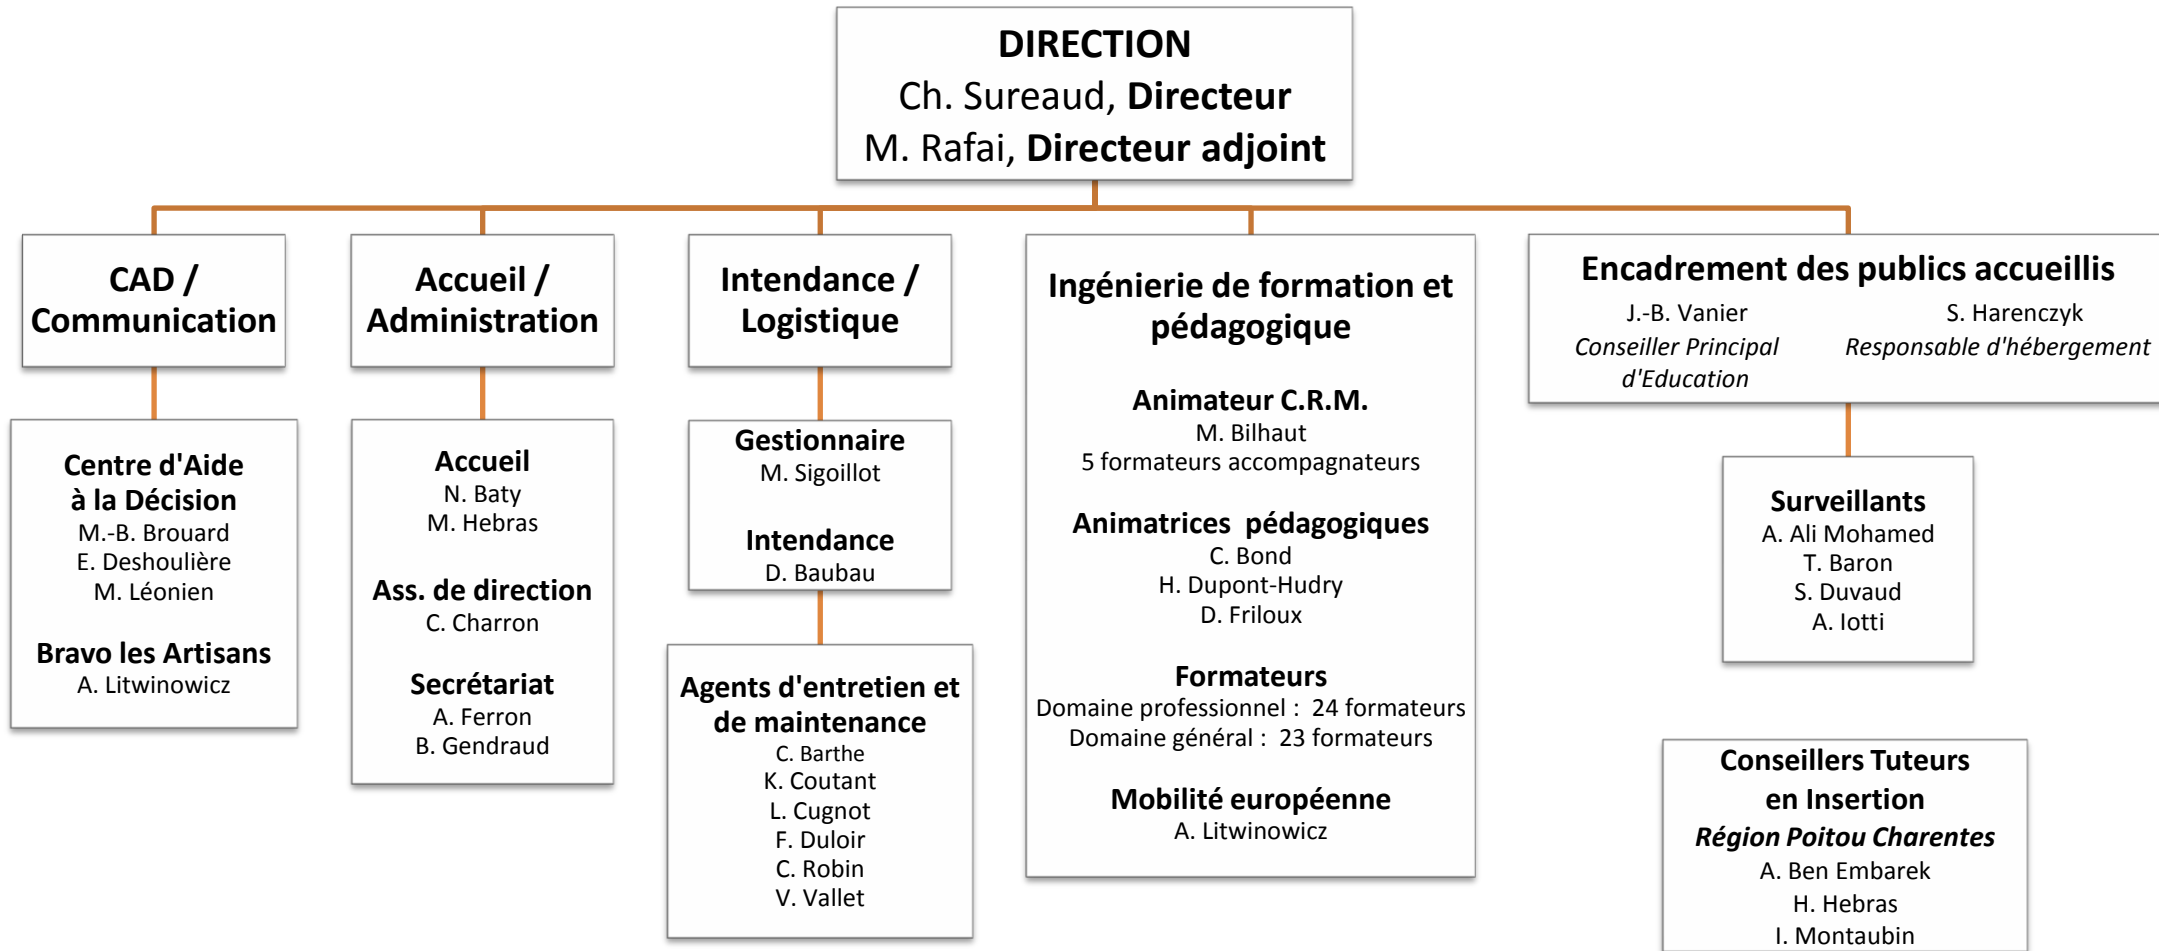 DIRECTION
Ch. Sureaud, Directeur
M. Rafai, Directeur adjoint
CAD /
Communication
Centre d'Aide
à la Décision
M.-B. Brouard
E. Deshoulière
M. Léonien
Bravo les Artisans
A. Litwinowicz
Accueil /
Administration
Accueil
N. Baty
M. Hebras
Ass. de direction
C. Charron
Secrétariat
A. Ferron
B. Gendraud
Intendance /
Logistique
Gestionnaire
M. Sigoillot
Intendance
D. Baubau
Agents d'entretien et
de maintenance
C. Barthe
K. Coutant
L. Cugnot
F. Duloir
C. Robin
V. Vallet
Ingénierie de formation et
pédagogique
Animateur C.R.M.
M. Bilhaut
5 formateurs accompagnateurs
Animatrices pédagogiques
C. Bond
H. Dupont-Hudry
D. Friloux
Formateurs
Domaine professionnel : 24 formateurs
Domaine général : 23 formateurs
Mobilité européenne
A. Litwinowicz
Encadrement des publics accueillis
J.-B. Vanier
Conseiller Principal
d'Education
S. Harenczyk
Responsable d'hébergement
Surveillants
A. Ali Mohamed
T. Baron
S. Duvaud
A. Iotti
Conseillers Tuteurs
en Insertion
Région Poitou Charentes
A. Ben Embarek
H. Hebras
I. Montaubin